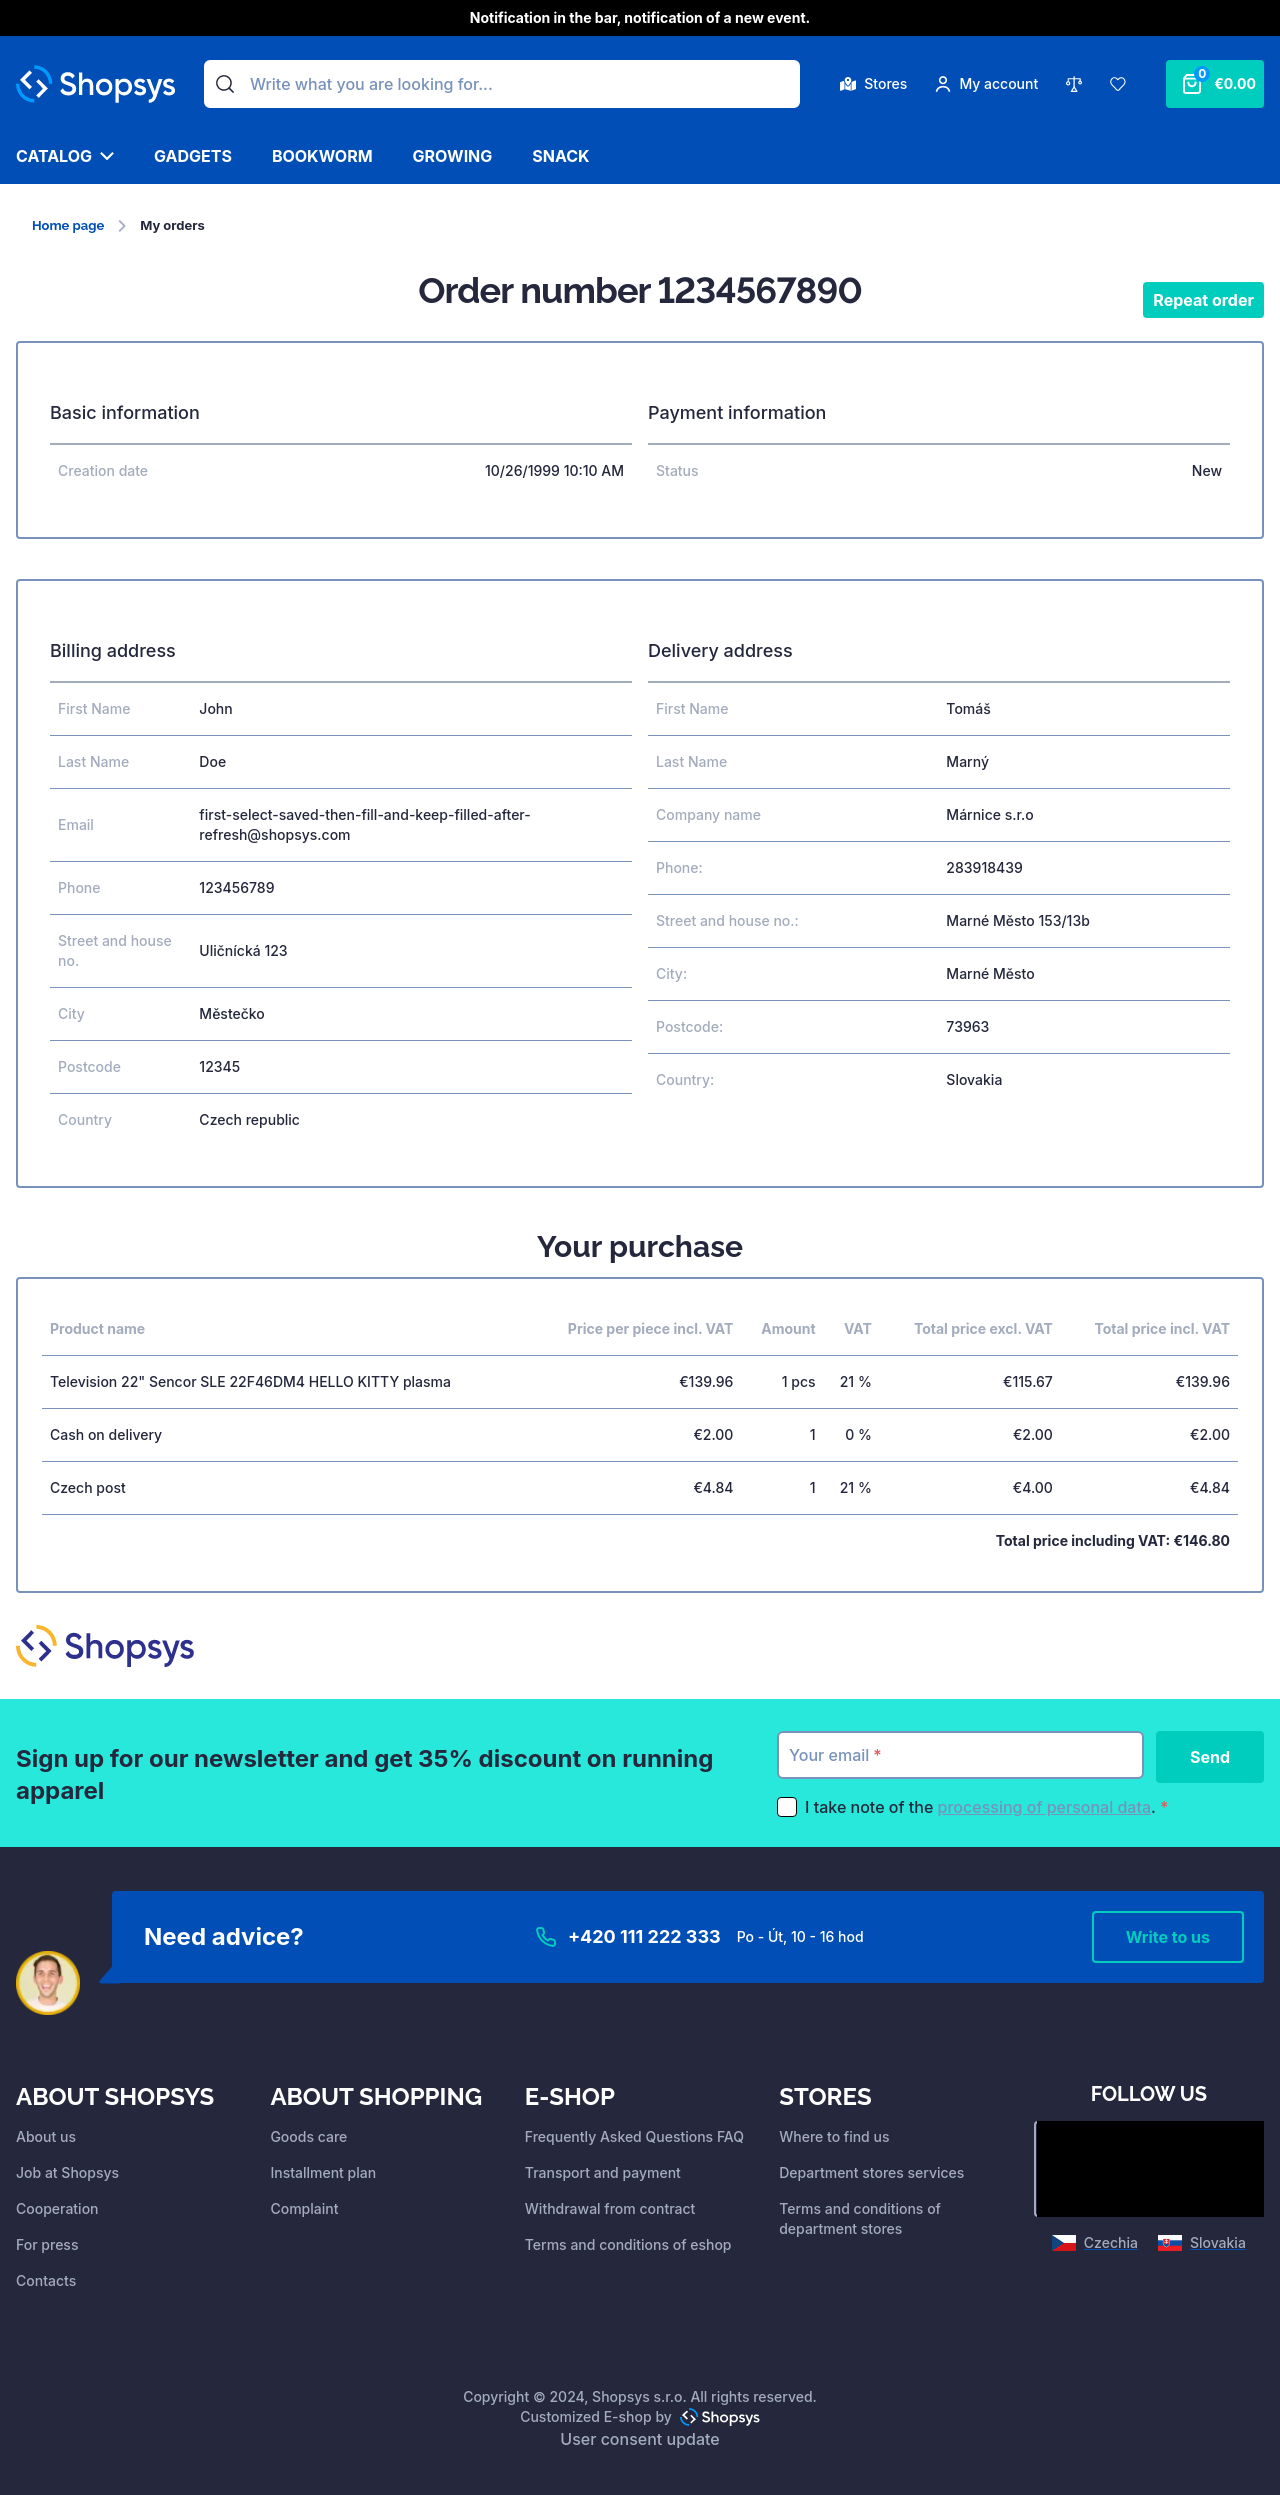 Notification in the bar, notification of a new event.
Shopsys
Write what you are looking for...
Stores
My account
0
€0.00
CATALOG
GADGETS
BOOKWORM
GROWING
SNACK
Home page
My orders
Order number 1234567890
Repeat order
Basic information
Creation date
10/26/1999 10:10 AM
Payment information
Status
New
Billing address
First Name
John
Last Name
Doe
Email
first-select-saved-then-fill-and-keep-filled-after-
refresh@shopsys.com
Phone
123456789
Street and house
no.
Uličnícká 123
City
Městečko
Postcode
12345
Country
Czech republic
Delivery address
First Name
Tomáš
Last Name
Marný
Company name
Márnice s.r.o
Phone:
283918439
Street and house no.:
Marné Město 153/13b
City:
Marné Město
Postcode:
73963
Country:
Slovakia
Your purchase
Product name
Price per piece incl. VAT
Amount
VAT
Total price excl. VAT
Total price incl. VAT
Television 22" Sencor SLE 22F46DM4 HELLO KITTY plasma
€139.96
1 pcs
21 %
€115.67
€139.96
Cash on delivery
€2.00
1
0 %
€2.00
€2.00
Czech post
€4.84
1
21 %
€4.00
€4.84
Total price including VAT: €146.80
Shopsys
Sign up for our newsletter and get 35% discount on running
apparel
Your email *
Send
I take note of the processing of personal data. *
Need advice?
+420 111 222 333
Po - Út, 10 - 16 hod
Write to us
ABOUT SHOPSYS
About us
Job at Shopsys
Cooperation
For press
Contacts
ABOUT SHOPPING
Goods care
Installment plan
Complaint
E-SHOP
Frequently Asked Questions FAQ
Transport and payment
Withdrawal from contract
Terms and conditions of eshop
STORES
Where to find us
Department stores services
Terms and conditions of
department stores
FOLLOW US
Czechia
Slovakia
Copyright © 2024, Shopsys s.r.o. All rights reserved.
Customized E-shop by Shopsys
User consent update